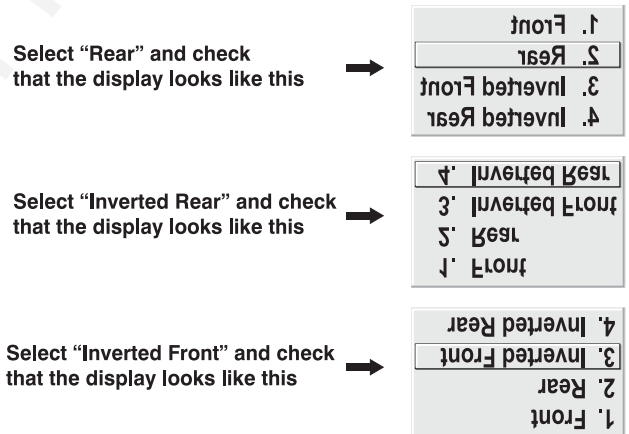 Select “Rear” and check
that the display looks like this
1. Front
2. Rear
3. Inverted Front
4. Inverted Rear
Select “Inverted Rear” and check
that the display looks like this
4. Inverted Rear
3. Inverted Front
2. Rear
1. Front
Select “Inverted Front” and check
that the display looks like this
4. Inverted Rear
3. Inverted Front
2. Rear
1. Front